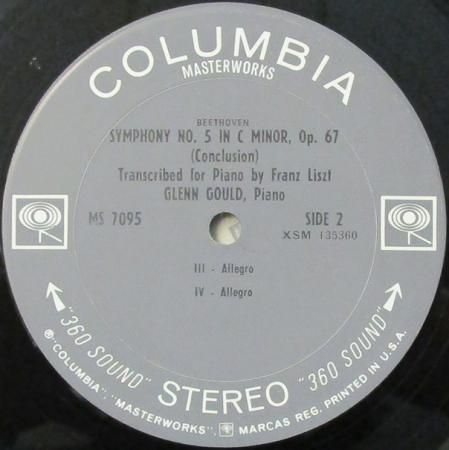 COLUMBIA
MASTERWORKS
BEETHOVEN
SYMPHONY NO. 5 IN C MINOR, Op. 67
(Conclusion)
Transcribed for Piano by Franz Liszt
GLENN GOULD, Piano
MS 7095 SIDE 2
XSM 135360
III - Allegro
IV - Allegro
"360 SOUND" STEREO "360 SOUND"
® "COLUMBIA", "MASTERWORKS", MARCAS REG. PRINTED IN U.S.A.